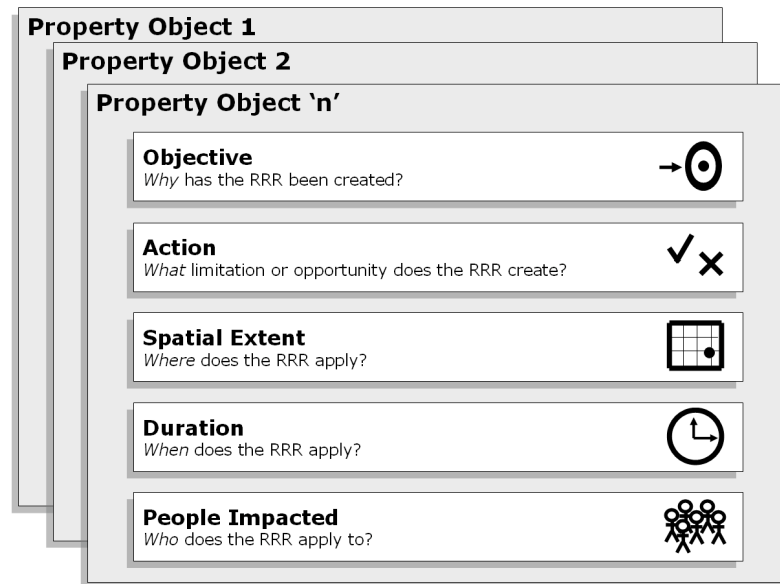 Property Object 1
Property Object 2
Property Object ‘n’
Objective
Why has the RRR been created?
Action
What limitation or opportunity does the RRR create?
Spatial Extent
Where does the RRR apply?
Duration
When does the RRR apply?
People Impacted
Who does the RRR apply to?